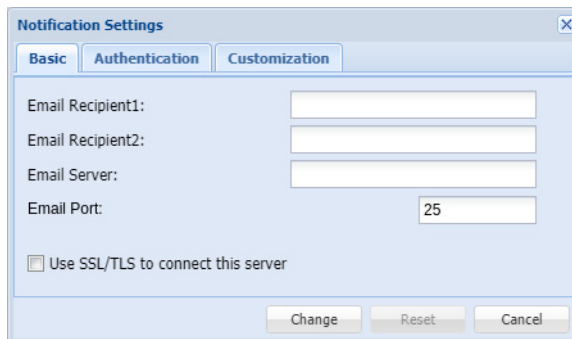 Notification Settings
Basic Authentication Customization
Email Recipient1:
Email Recipient2:
Email Server:
Email Port: 25
Use SSL/TLS to connect this server
Change Reset Cancel